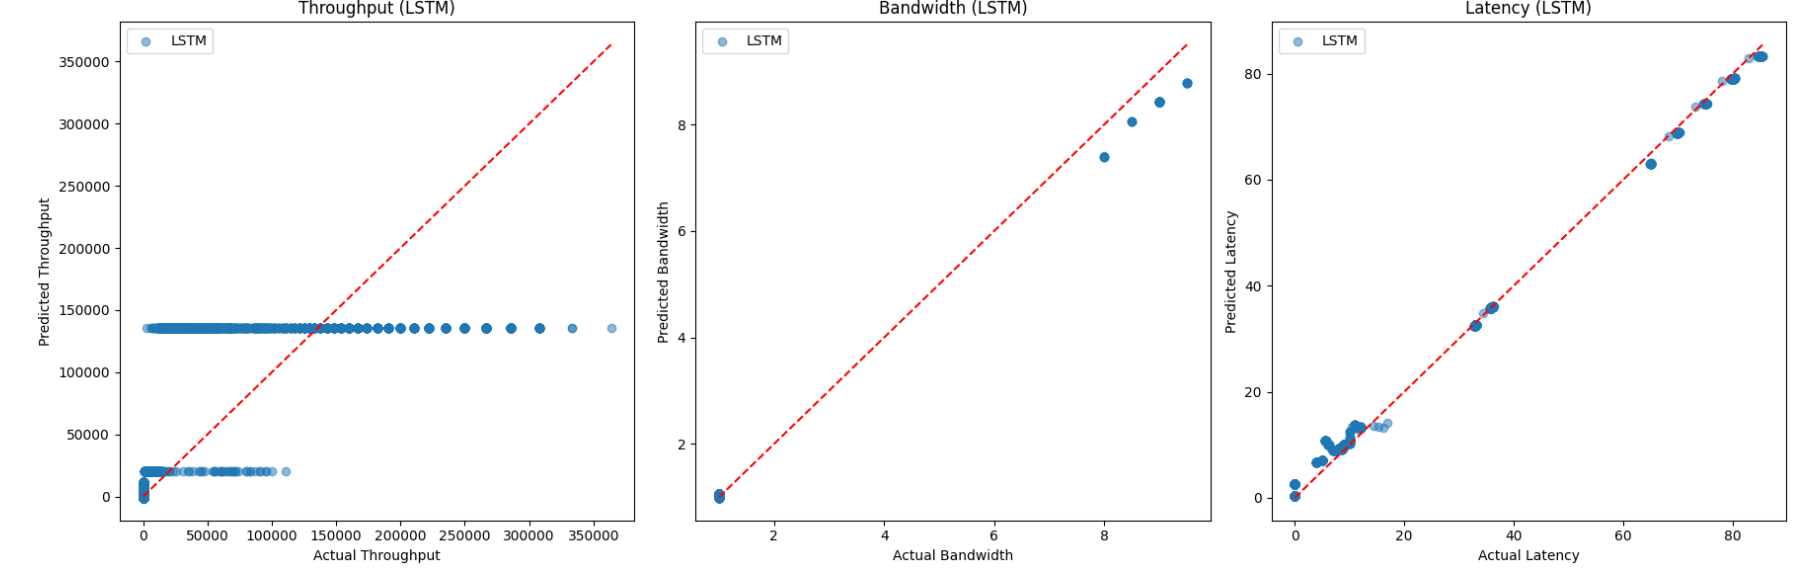 Throughput (LSTM)
LSTM
350000
300000
250000
200000
150000
100000
50000
0
Predicted Throughput
0 50000 100000 150000 200000 250000 300000 350000
Actual Throughput
Bandwidth (LSTM)
LSTM
8
6
4
2
Predicted Bandwidth
2 4 6 8
Actual Bandwidth
Latency (LSTM)
LSTM
80
60
40
20
0
Predicted Latency
0 20 40 60 80
Actual Latency